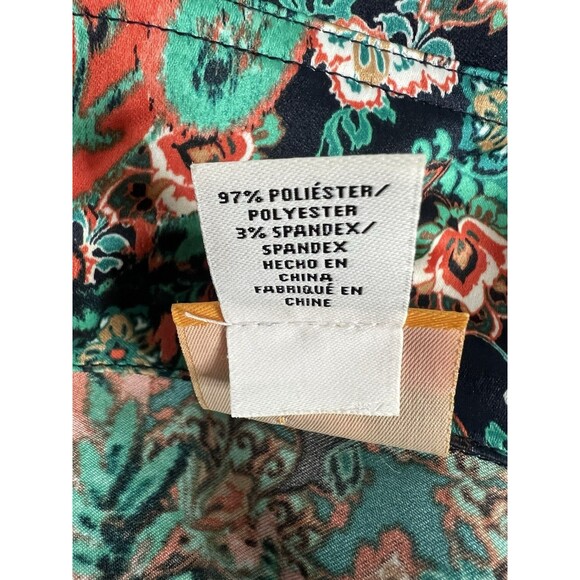 97% POLIÉSTER/
POLYESTER
3% SPANDEX/
SPANDEX
HECHO EN
CHINA
FABRIQUÉ EN
CHINE